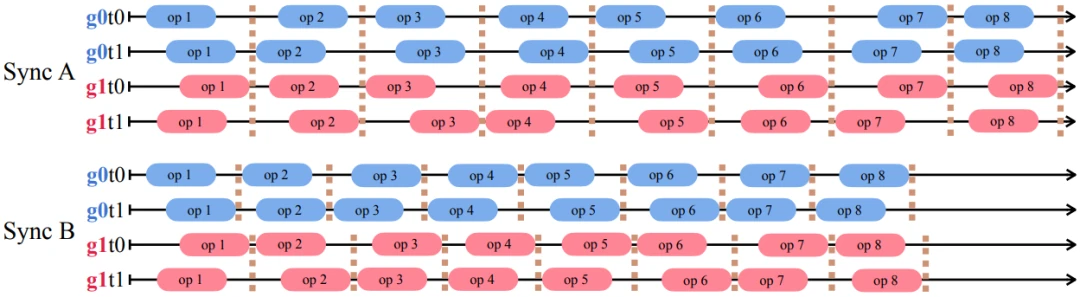 g0t0 op 1 op 2 op 3 op 4 op 5 op 6 op 7 op 8
g0t1 op 1 op 2 op 3 op 4 op 5 op 6 op 7 op 8
Sync A
g1t0 op 1 op 2 op 3 op 4 op 5 op 6 op 7 op 8
g1t1 op 1 op 2 op 3 op 4 op 5 op 6 op 7 op 8
g0t0 op 1 op 2 op 3 op 4 op 5 op 6 op 7 op 8
g0t1 op 1 op 2 op 3 op 4 op 5 op 6 op 7 op 8
Sync B
g1t0 op 1 op 2 op 3 op 4 op 5 op 6 op 7 op 8
g1t1 op 1 op 2 op 3 op 4 op 5 op 6 op 7 op 8